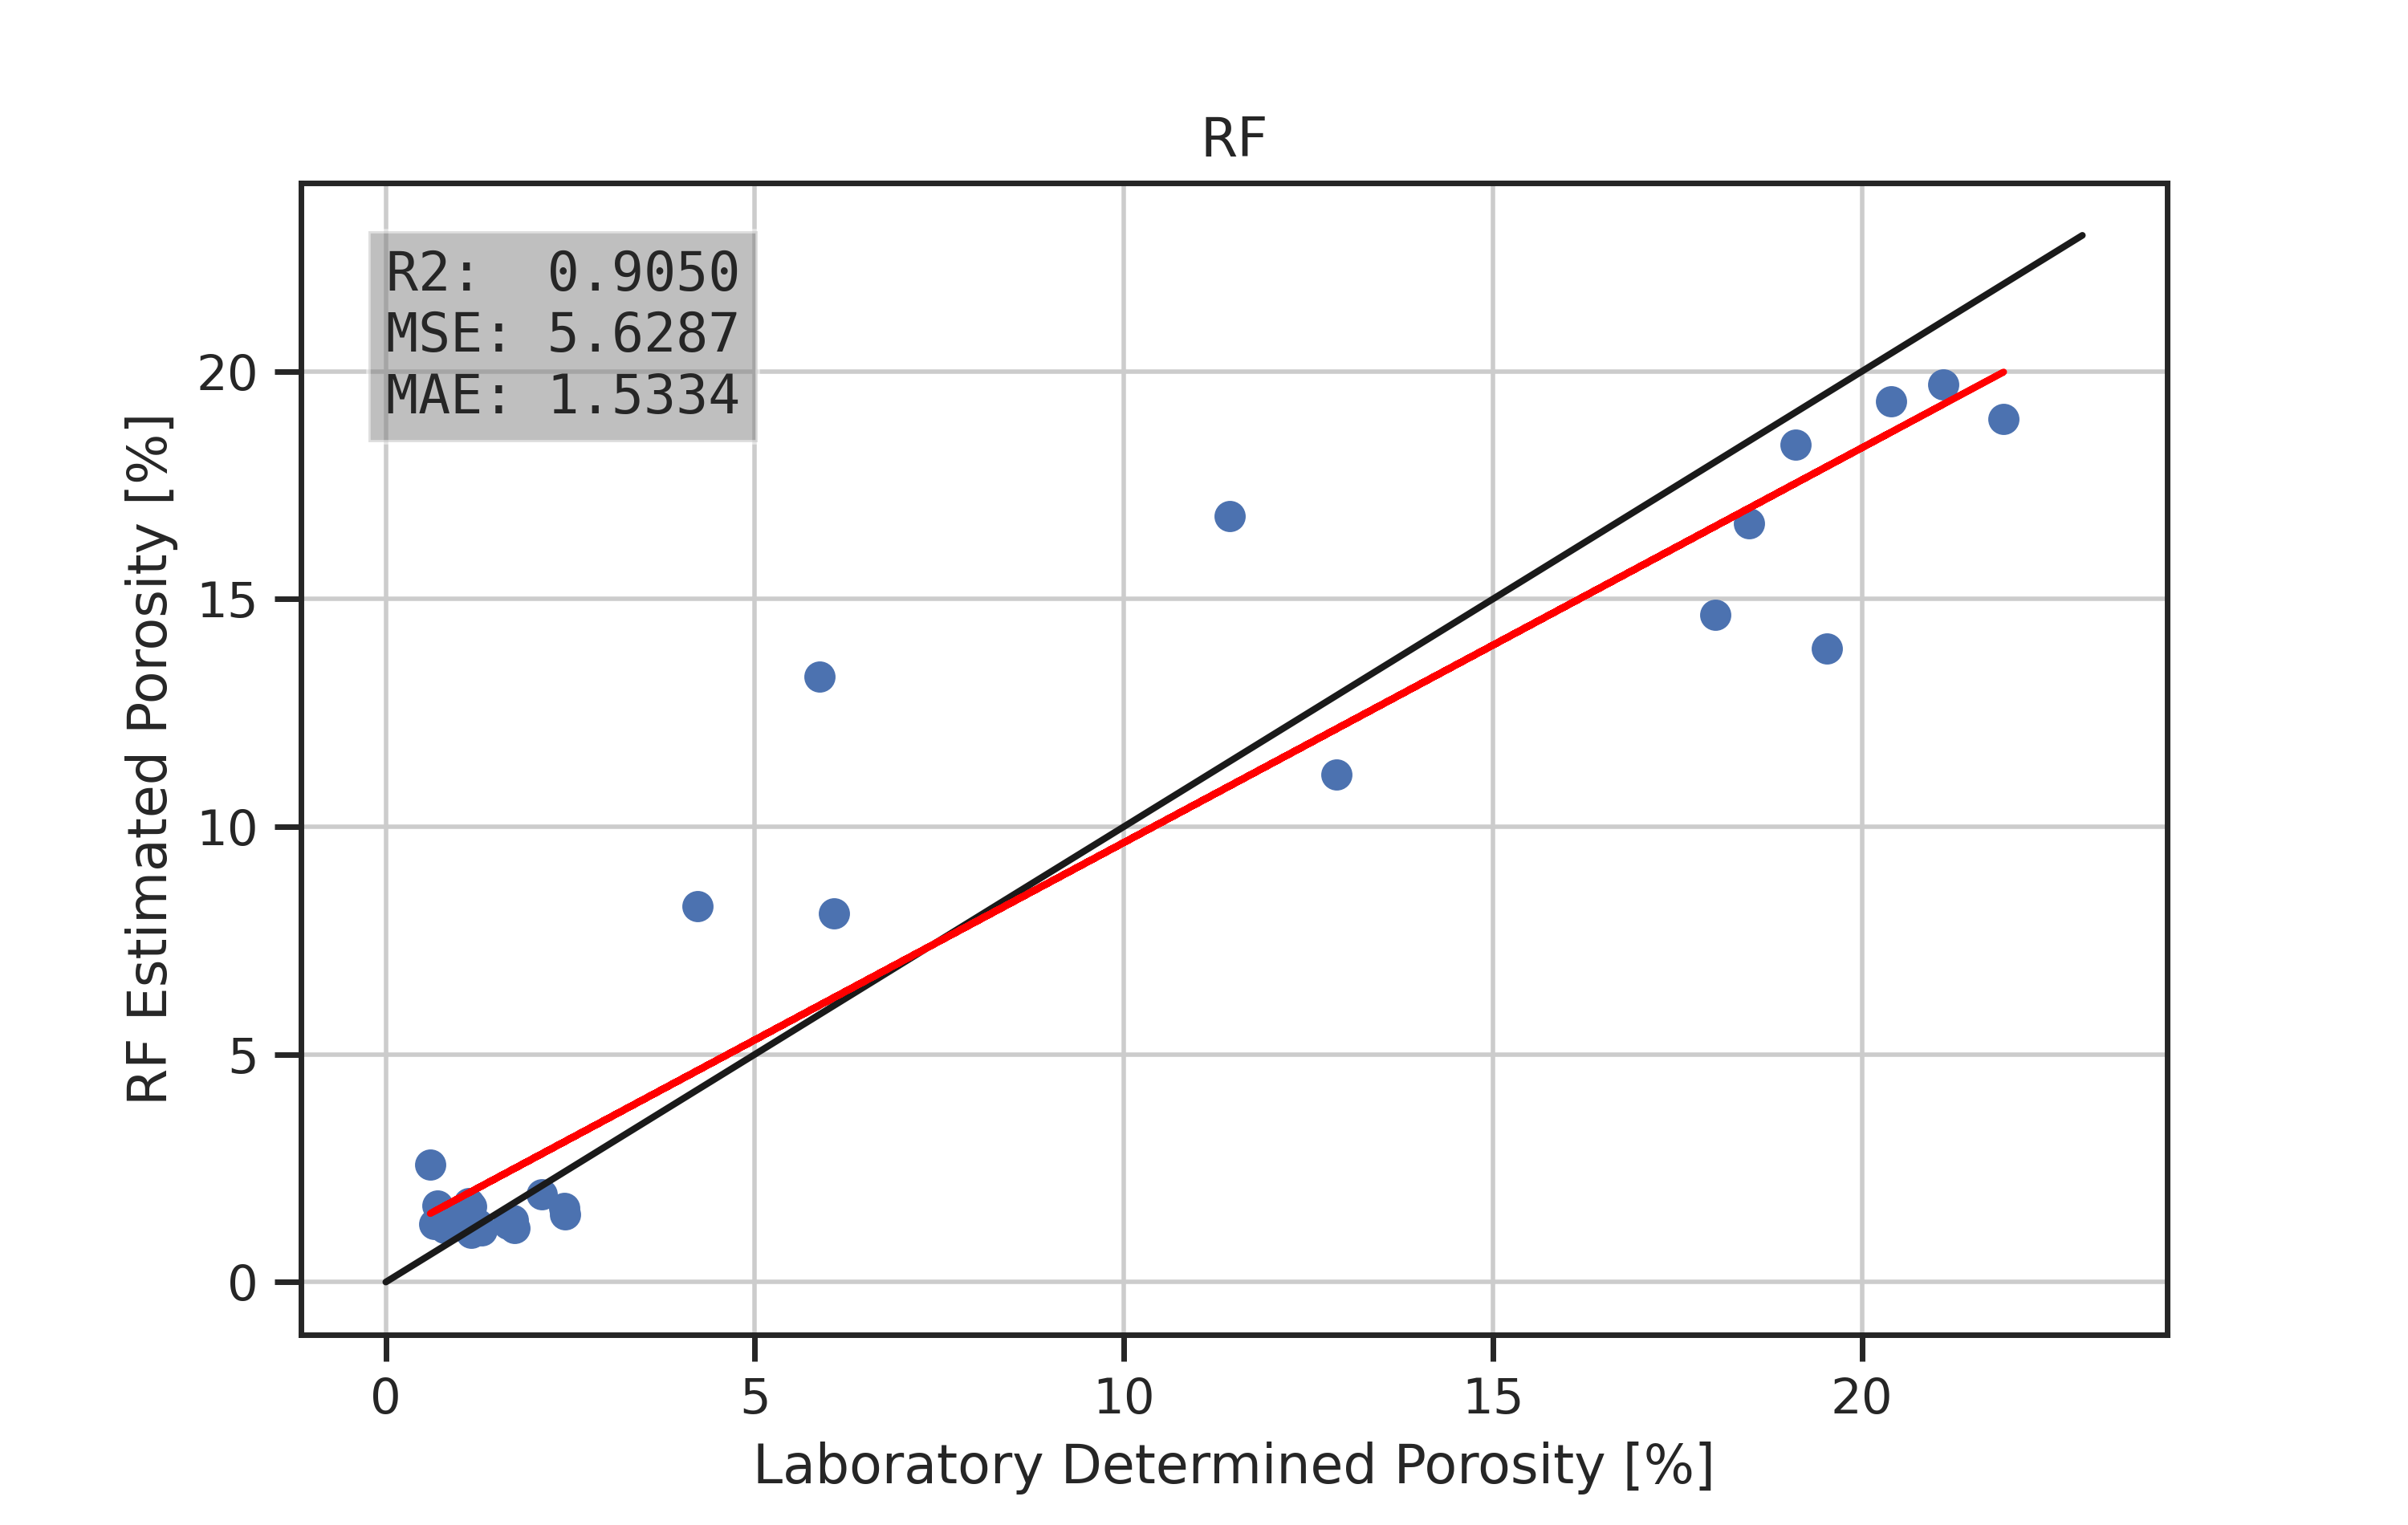 RF
R2: 0.9050
MSE: 5.6287
MAE: 1.5334
RF Estimated Porosity [%]
20
15
10
5
0
0 5 10 15 20
Laboratory Determined Porosity [%]